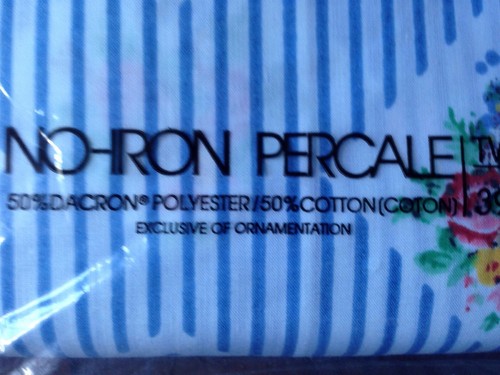 NO-IRON PERCALE
50% DACRON® POLYESTER/50% COTTON (COTON)
EXCLUSIVE OF ORNAMENTATION